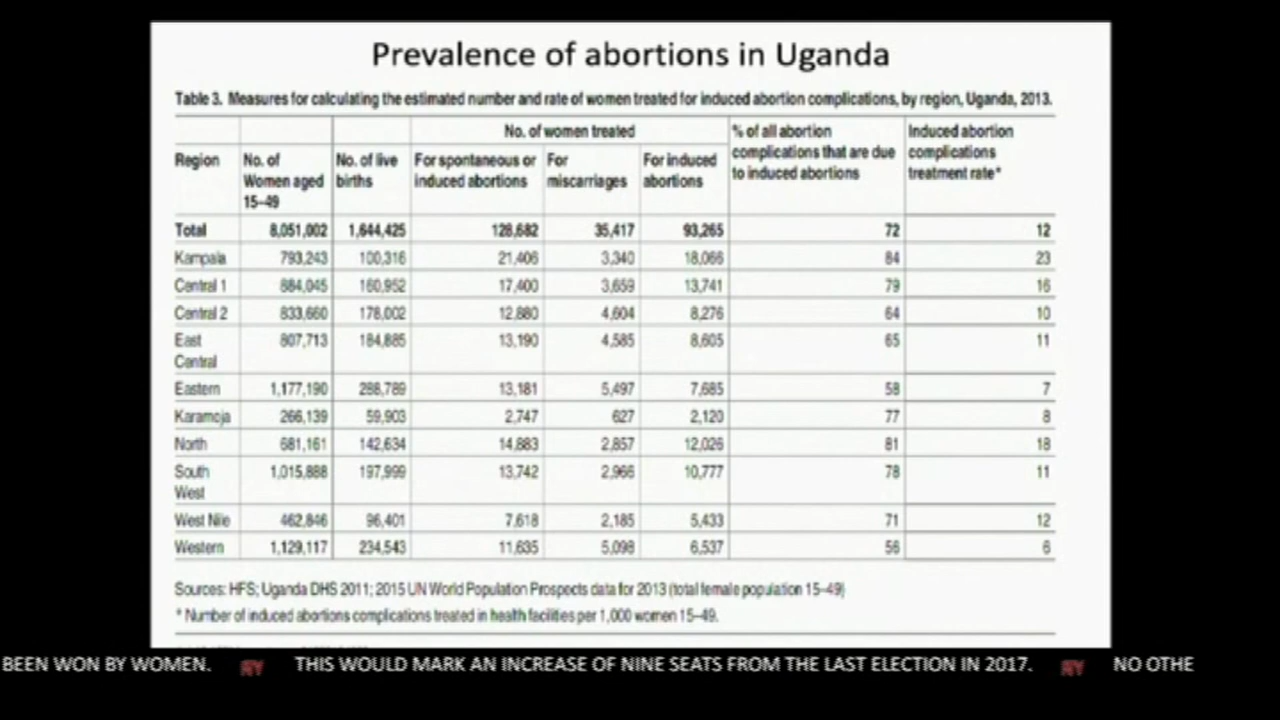 Prevalence of abortions in Uganda
Table 3. Measures for calculating the estimated number and rate of women treated for induced abortion complications, by region, Uganda, 2013.
Region No. of Women aged 15–49 No. of live births No. of women treated For spontaneous or induced abortions For miscarriages For induced abortions % of all abortion complications that are due to induced abortions Induced abortion complications treatment rate*
Total 8,051,002 1,644,425 128,682 35,417 93,265 72 12
Kampala 793,243 100,316 21,406 3,340 18,066 84 23
Central 1 884,045 160,952 17,400 3,659 13,741 79 16
Central 2 833,660 178,002 12,880 4,604 8,276 64 10
East Central 807,713 184,885 13,190 4,585 8,605 65 11
Eastern 1,177,190 288,789 13,181 5,497 7,685 58 7
Karamoja 266,139 59,903 2,747 627 2,120 77 8
North 681,161 142,634 14,883 2,857 12,026 81 18
South West 1,015,888 197,999 13,742 2,966 10,777 78 11
West Nile 462,846 96,401 7,618 2,185 5,433 71 12
Western 1,129,117 234,543 11,635 5,098 6,537 56 6
Sources: HFS; Uganda DHS 2011; 2015 UN World Population Prospects data for 2013 (total female population 15–49)
* Number of induced abortions complications treated in health facilities per 1,000 women 15–49.
BEEN WON BY WOMEN. THIS WOULD MARK AN INCREASE OF NINE SEATS FROM THE LAST ELECTION IN 2017. NO OTHE